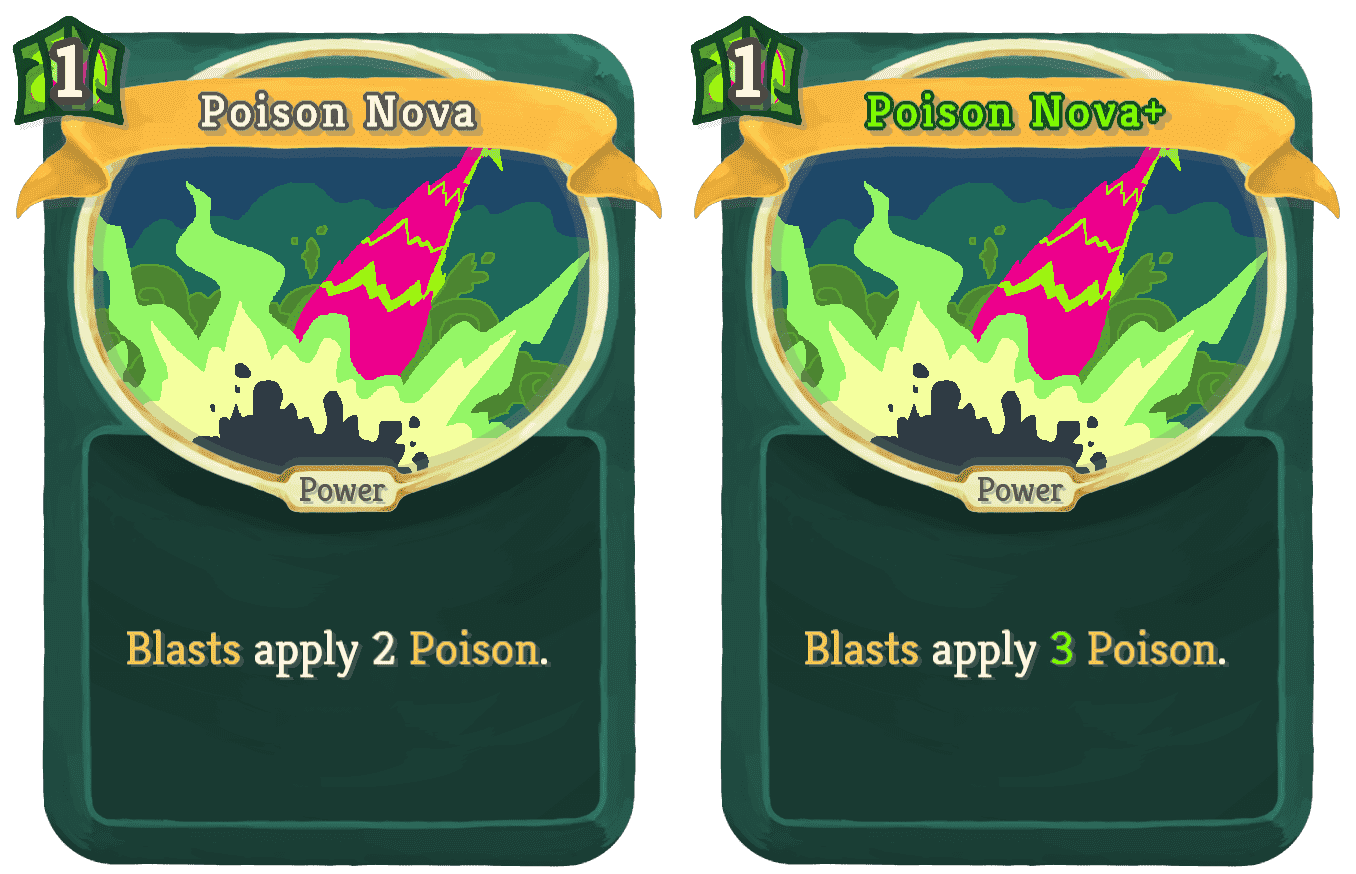 1
Poison Nova
Power
Blasts apply 2 Poison.
1
Poison Nova+
Power
Blasts apply 3 Poison.